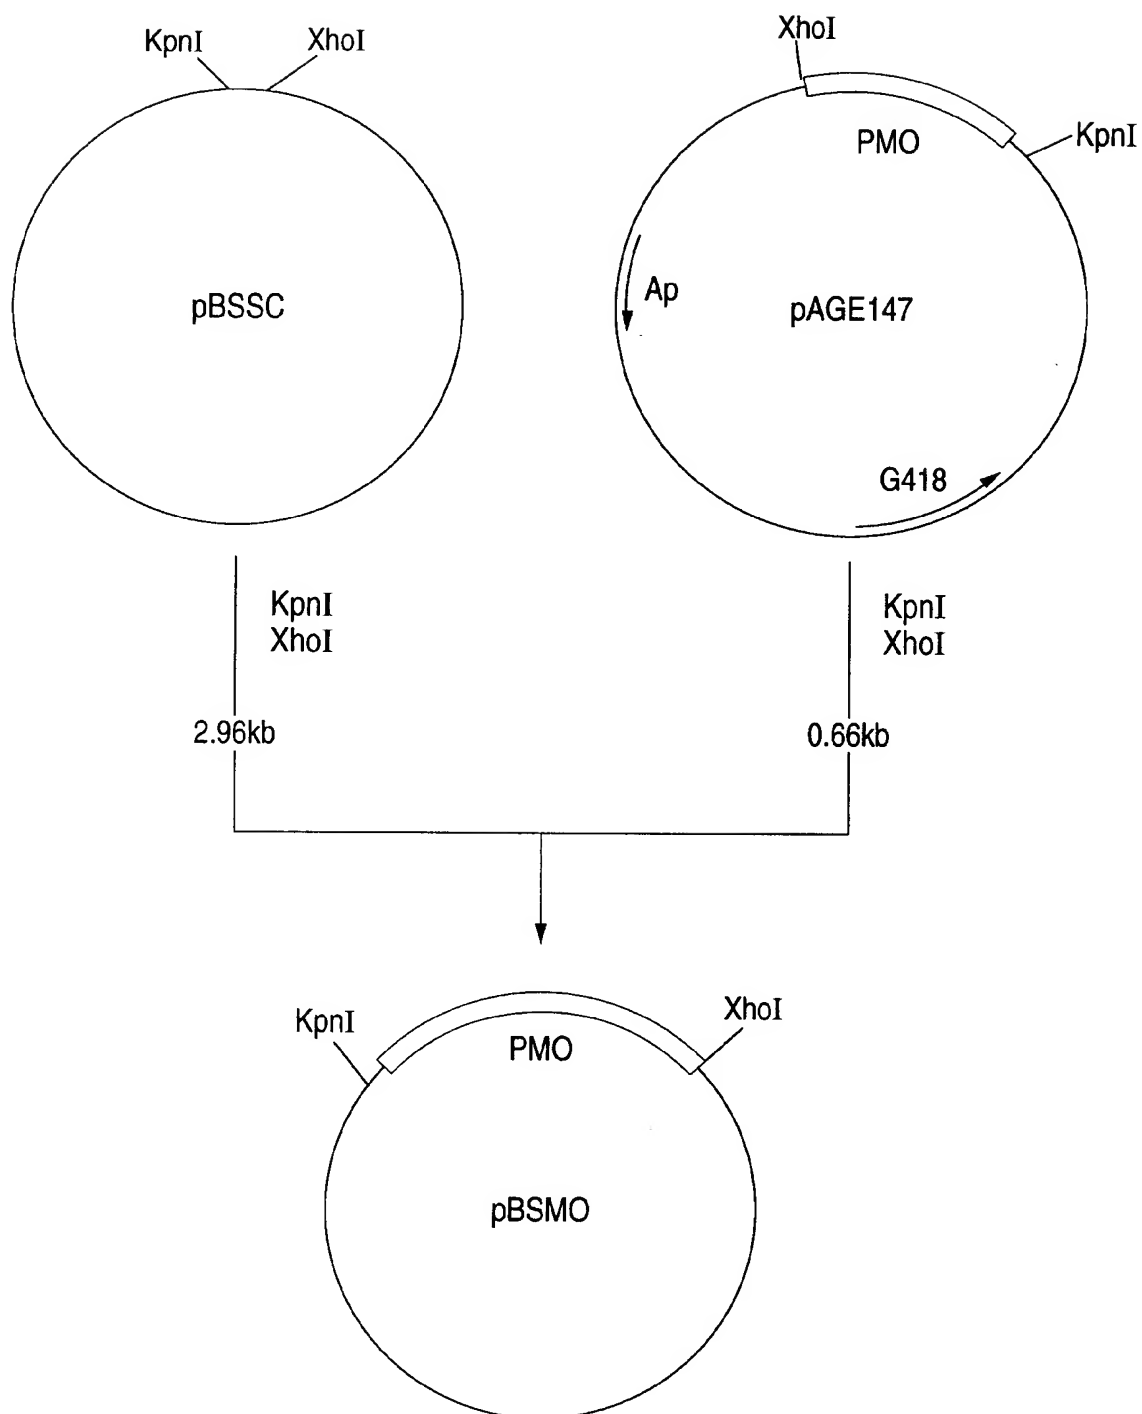 KpnI
XhoI
pBSSC
XhoI
PMO
KpnI
Ap
pAGE147
G418
KpnI
XhoI
2.96kb
KpnI
XhoI
0.66kb
KpnI
PMO
XhoI
pBSMO